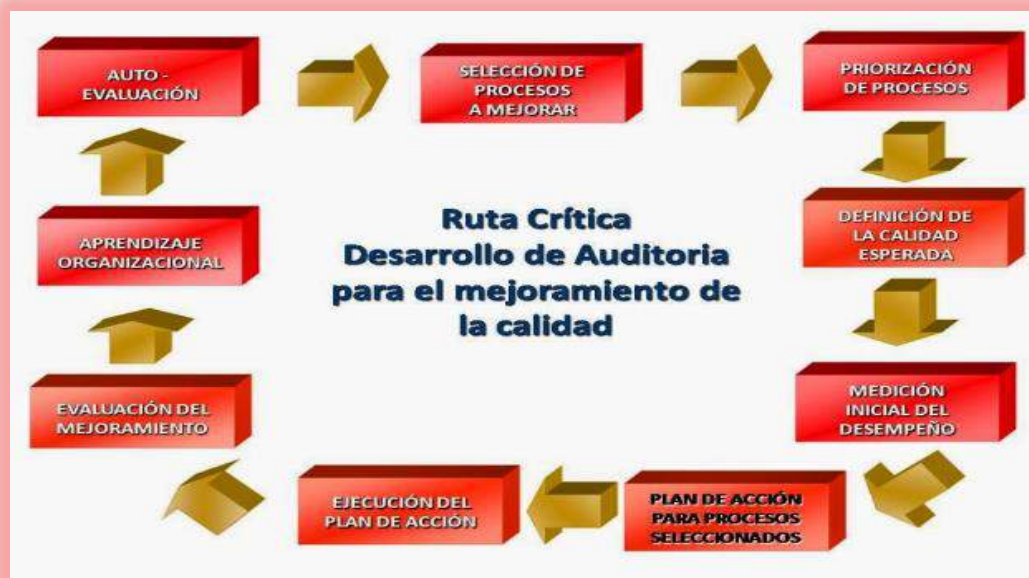 AUTO -
EVALUACIÓN
SELECCIÓN DE
PROCESOS
A MEJORAR
PRIORIZACIÓN
DE PROCESOS
DEFINICIÓN DE
LA CALIDAD
ESPERADA
MEDICIÓN
INICIAL DEL
DESEMPEÑO
PLAN DE ACCIÓN
PARA PROCESOS
SELECCIONADOS
EJECUCIÓN DEL
PLAN DE ACCIÓN
EVALUACIÓN DEL
MEJORAMIENTO
APRENDIZAJE
ORGANIZACIONAL
Ruta Crítica
Desarrollo de Auditoria
para el mejoramiento de
la calidad